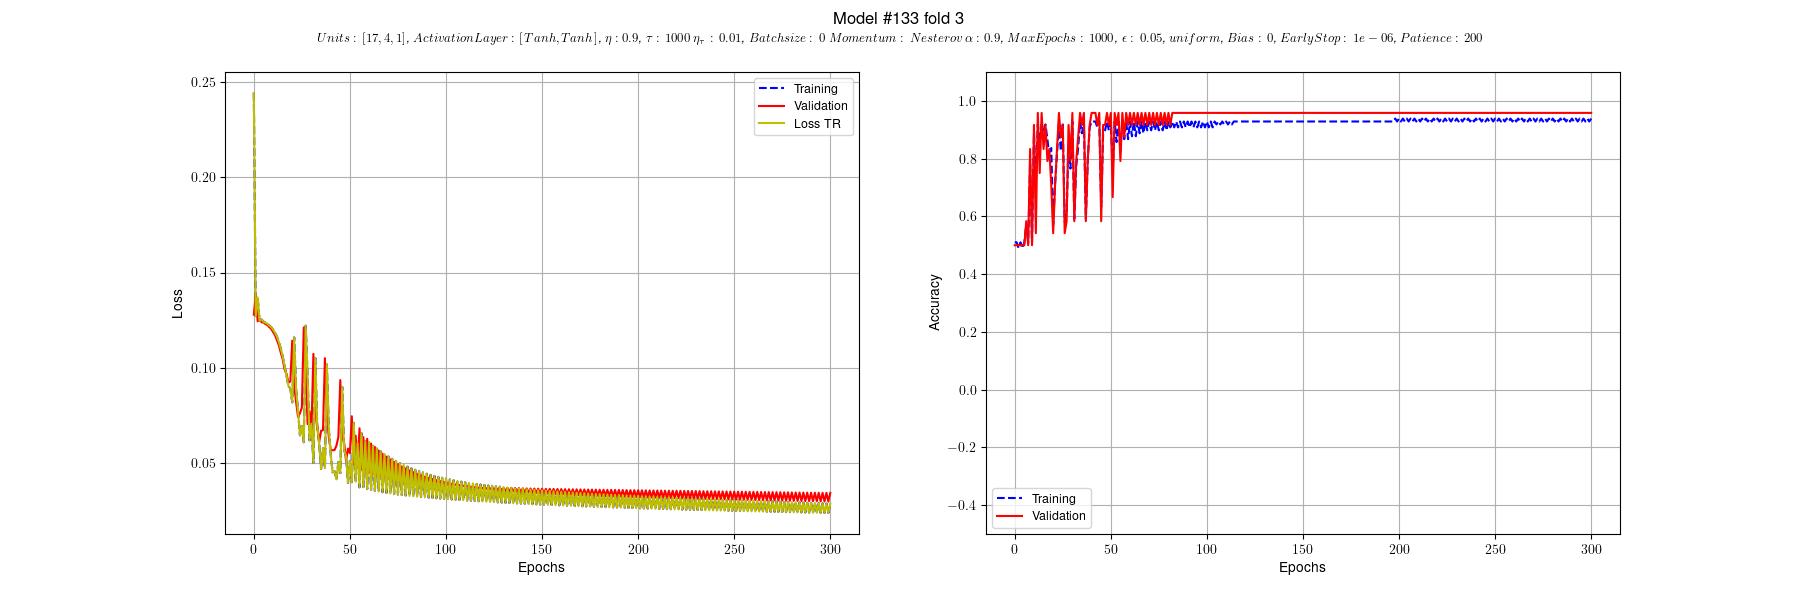 Model #133 fold 3
Units : [17, 4, 1], ActivationLayer : [Tanh, Tanh], η : 0.9, τ : 1000 η_τ : 0.01, Batchsize : 0 Momentum : Nesterov α : 0.9, MaxEpochs : 1000, ϵ : 0.05, uniform, Bias : 0, EarlyStop : 1e − 06, Patience : 200
0.25
0.20
0.15
0.10
0.05
Loss
Training
Validation
Loss TR
0 50 100 150 200 250 300
Epochs
1.0
0.8
0.6
0.4
0.2
0.0
−0.2
−0.4
Accuracy
Training
Validation
0 50 100 150 200 250 300
Epochs